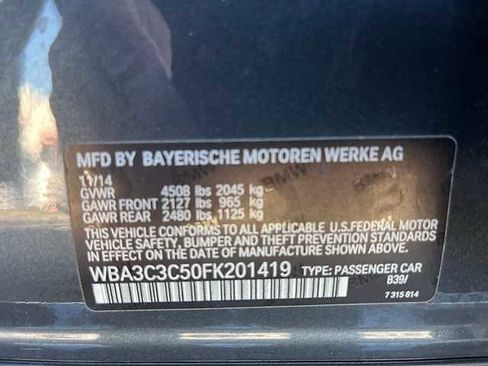 MFD BY BAYERISCHE MOTOREN WERKE AG
11/14
GVWR 4508 lbs 2045 kg
GAWR FRONT 2127 lbs 965 kg
GAWR REAR 2480 lbs 1125 kg
THIS VEHICLE CONFORMS TO ALL APPLICABLE
U.S.FEDERAL MOTOR
VEHICLE SAFETY, BUMPER, AND THEFT PREVENTION STANDARDS
IN EFFECT ON THE DATE OF MANUFACTURE SHOWN ABOVE.
WBA3C3C50FK201419 TYPE: PASSENGER CAR
B39/
7 315 814